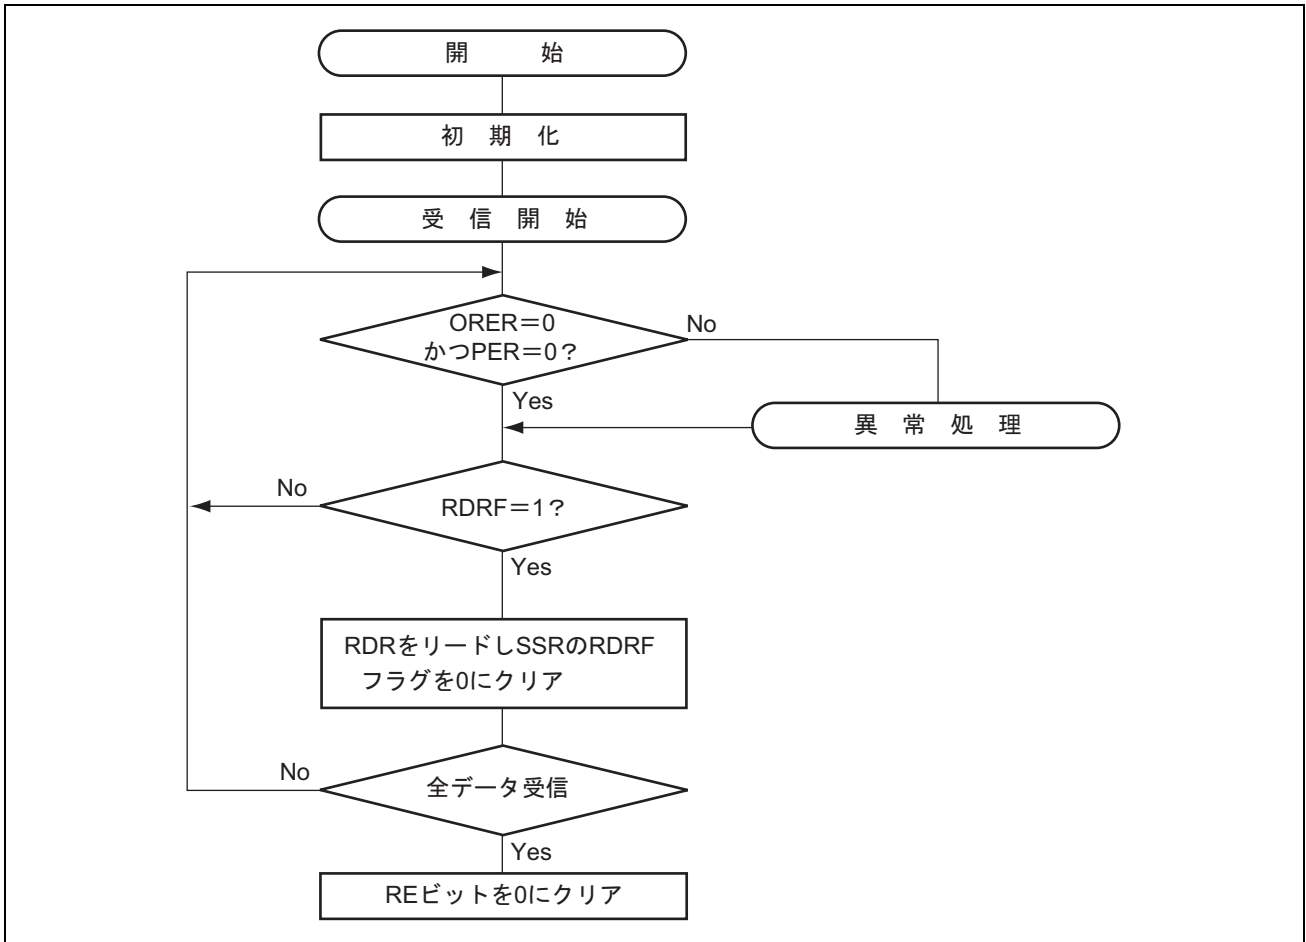 開 始
初 期 化
受 信 開 始
ORER＝0
かつPER＝0？
No
Yes
異 常 処 理
No
RDRF＝1？
Yes
RDRをリードしSSRのRDRF
フラグを0にクリア
No
全データ受信
Yes
REビットを0にクリア